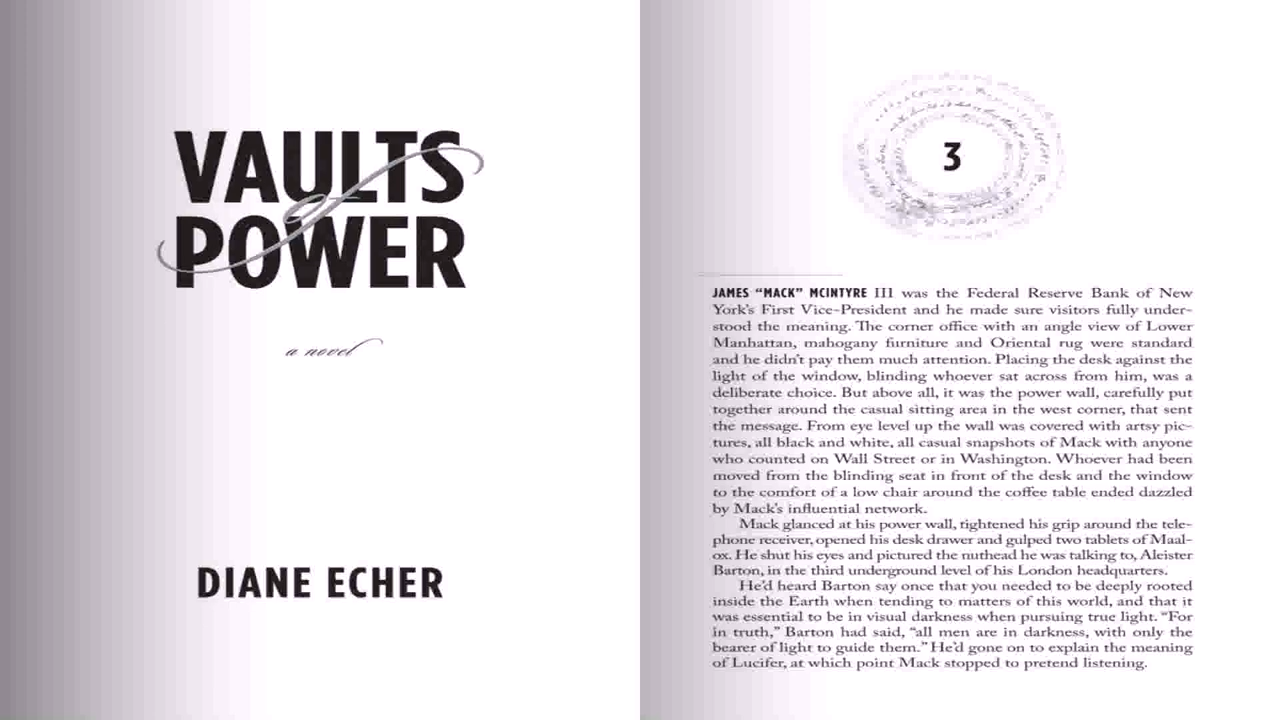 VAULTS
of
POWER
a novel
DIANE ECHER
3
JAMES “MACK” MCINTYRE III was the Federal Reserve Bank of New
York’s First Vice-President and he made sure visitors fully under-
stood the meaning. The corner office with an angle view of Lower
Manhattan, mahogany furniture and Oriental rug were standard
and he didn’t pay them much attention. Placing the desk against the
light of the window, blinding whoever sat across from him, was a
deliberate choice. But above all, it was the power wall, carefully put
together around the casual sitting area in the west corner, that sent
the message. From eye level up the wall was covered with artsy pic-
tures, all black and white, all casual snapshots of Mack with anyone
who counted on Wall Street or in Washington. Whoever had been
moved from the blinding seat in front of the desk and the window
to the comfort of a low chair around the coffee table ended dazzled
by Mack’s influential network.
Mack glanced at his power wall, tightened his grip around the tele-
phone receiver, opened his desk drawer and gulped two tablets of Maal-
ox. He shut his eyes and pictured the nuthead he was talking to, Aleister
Barton, in the third underground level of his London headquarters.
He’d heard Barton say once that you needed to be deeply rooted
inside the Earth when tending to matters of this world, and that it
was essential to be in visual darkness when pursuing true light. “For
in truth,” Barton had said, “all men are in darkness, with only the
bearer of light to guide them.” He’d gone on to explain the meaning
of Lucifer, at which point Mack stopped to pretend listening.